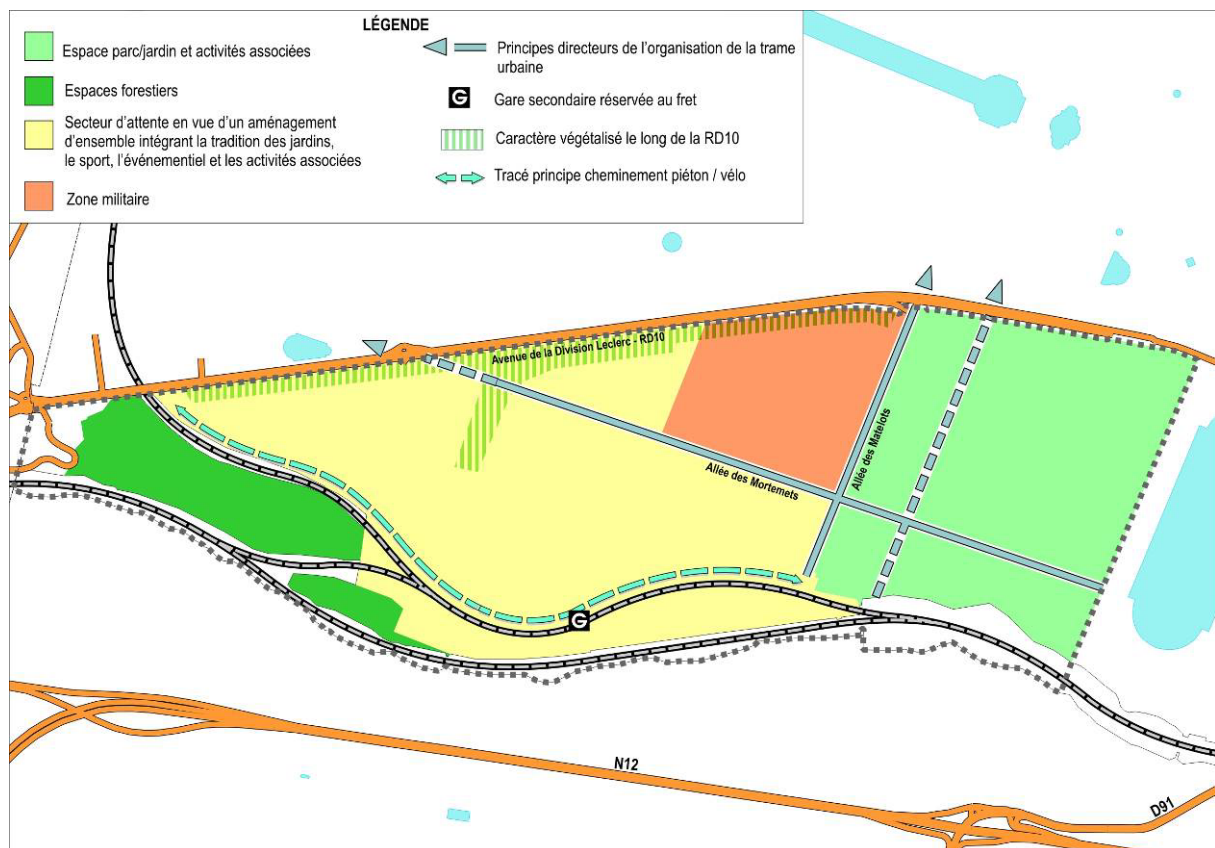 LÉGENDE
Espace parc/jardin et activités associées
Espaces forestiers
Secteur d'attente en vue d'un aménagement
d'ensemble intégrant la tradition des jardins,
le sport, l'événementiel et les activités associées
Zone militaire
Principes directeurs de l'organisation de la trame
urbaine
G
Gare secondaire réservée au fret
Caractère végétalisé le long de la RD10
Tracé principe cheminement piéton / vélo
Avenue de la Division Leclerc - RD10
Allée des Matelots
Allée des Mortemets
G
N12
D91